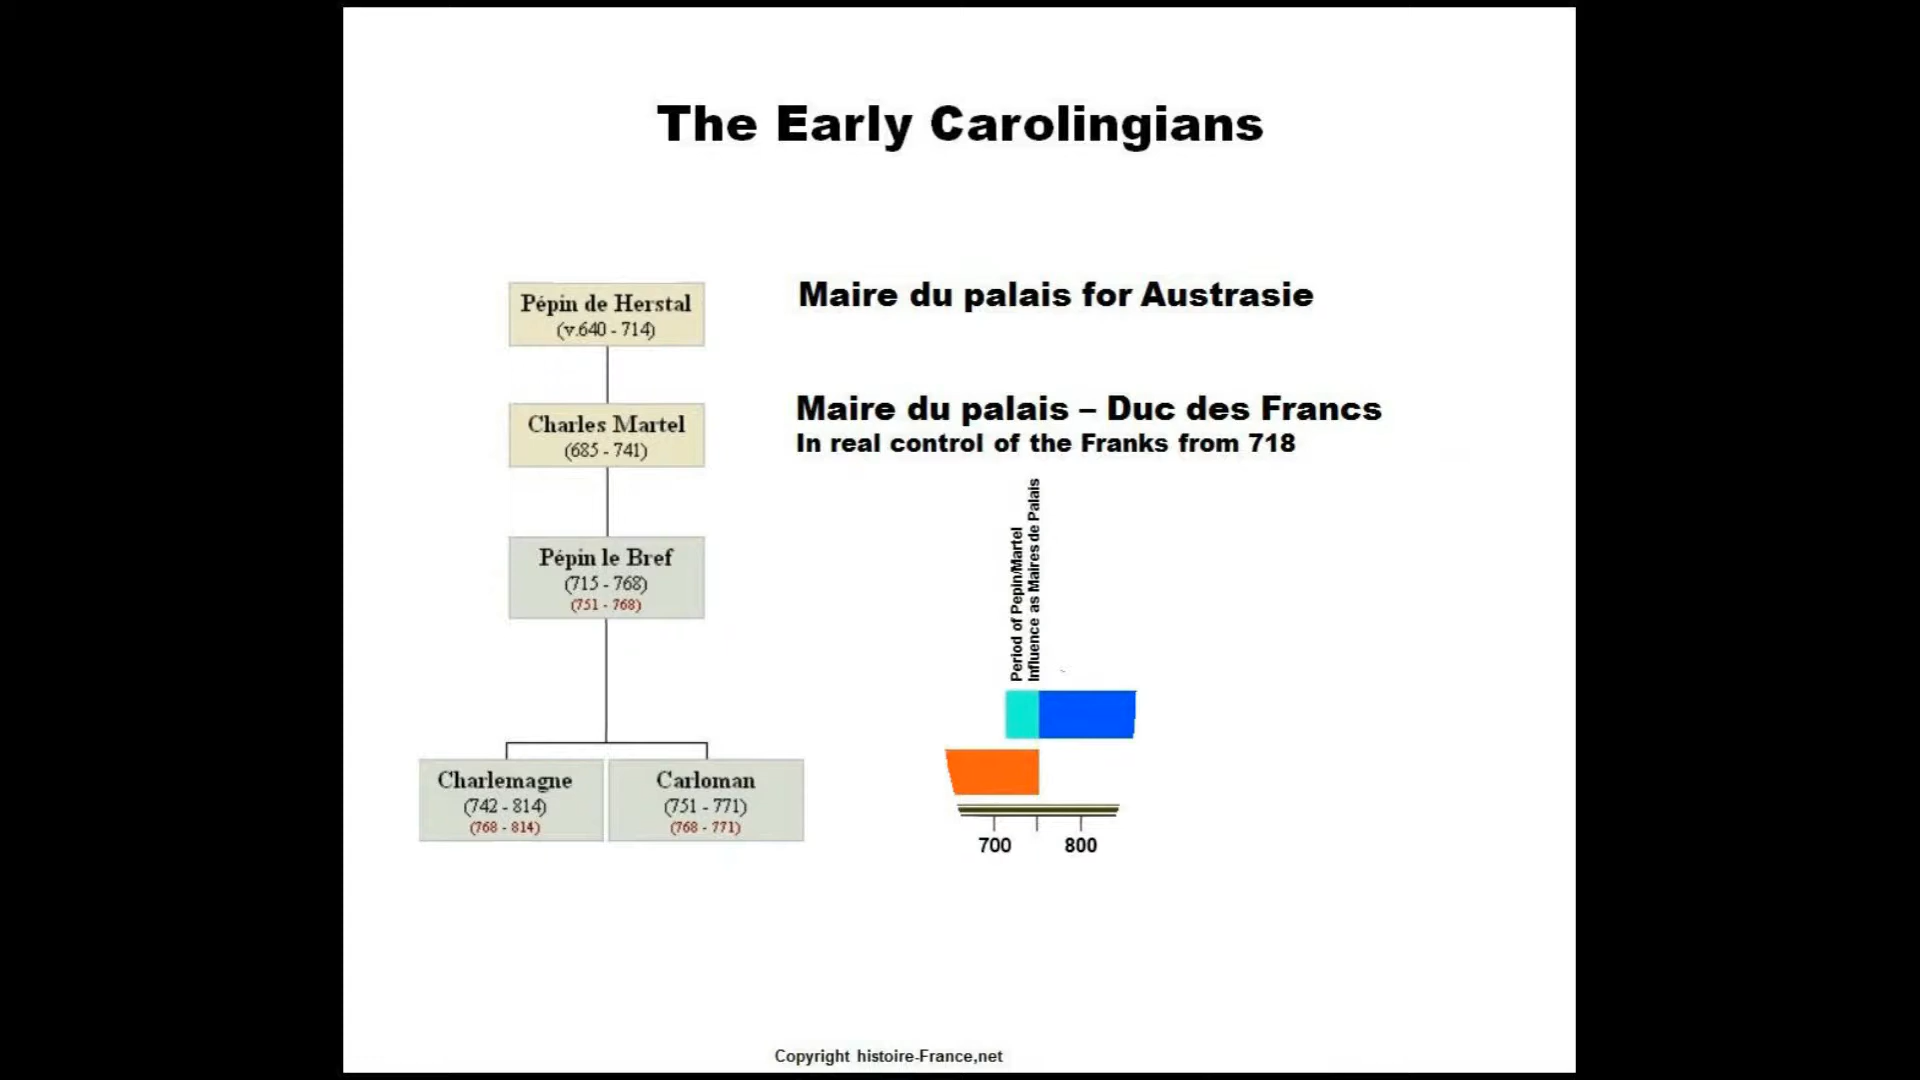 The Early Carolingians
Pépin de Herstal
(v.640 - 714)
Maire du palais for Austrasie
Charles Martel
(685 - 741)
Maire du palais – Duc des Francs
In real control of the Franks from 718
Pépin le Bref
(715 - 768)
(751 - 768)
Period of Pepin/Martel
Influence as Maires de Palais
Charlemagne
(742 - 814)
(768 - 814)
Carloman
(751 - 771)
(768 - 771)
700
800
Copyright histoire-France,net